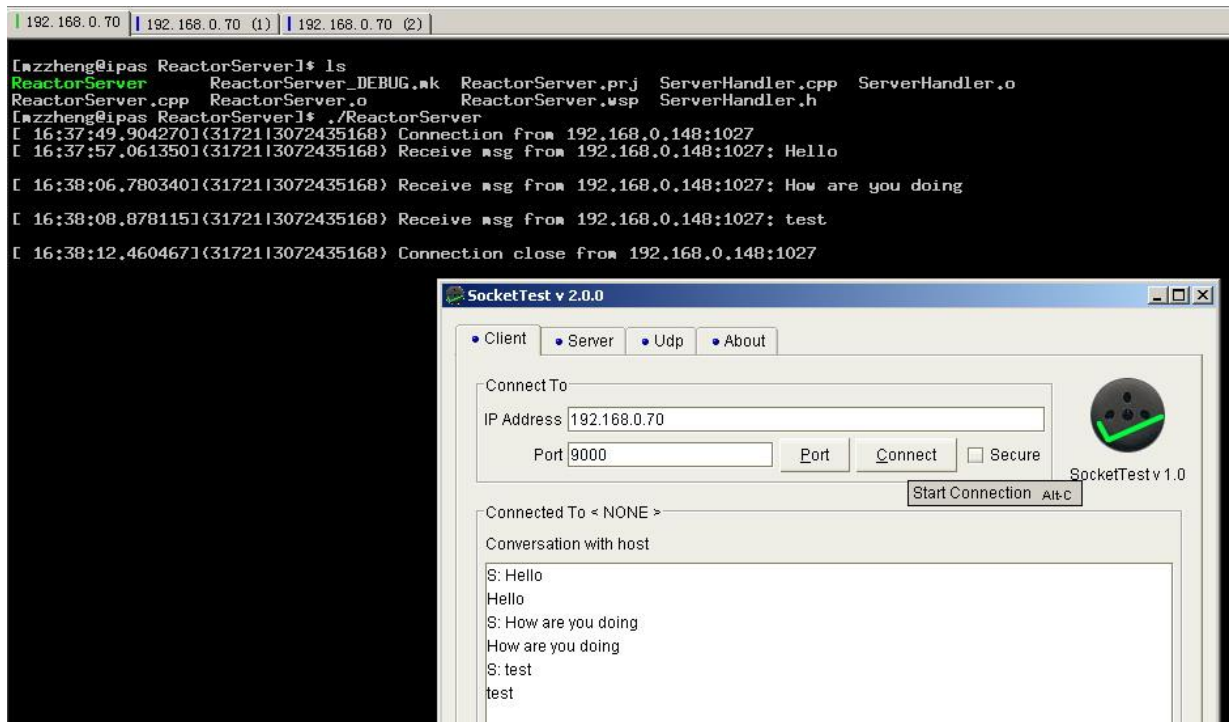 192.168.0.70 192.168.0.70 (1) 192.168.0.70 (2)
[mzzheng@ipas ReactorServer]$ ls
ReactorServer ReactorServer_DEBUG.mk ReactorServer.prj ServerHandler.cpp ServerHandler.o
ReactorServer.cpp ReactorServer.o ReactorServer.wsp ServerHandler.h
[mzzheng@ipas ReactorServer]$ ./ReactorServer
[ 16:37:49.904270](31721|3072435168) Connection from 192.168.0.148:1027
[ 16:37:57.061350](31721|3072435168) Receive msg from 192.168.0.148:1027: Hello
[ 16:38:06.780340](31721|3072435168) Receive msg from 192.168.0.148:1027: How are you doing
[ 16:38:08.878115](31721|3072435168) Receive msg from 192.168.0.148:1027: test
[ 16:38:12.460467](31721|3072435168) Connection close from 192.168.0.148:1027
SocketTest v 2.0.0
Client Server Udp About
Connect To
IP Address 192.168.0.70
Port 9000 Port Connect Secure
SocketTest v 1.0
Start Connection Alt-C
Connected To < NONE >
Conversation with host
S: Hello
Hello
S: How are you doing
How are you doing
S: test
test